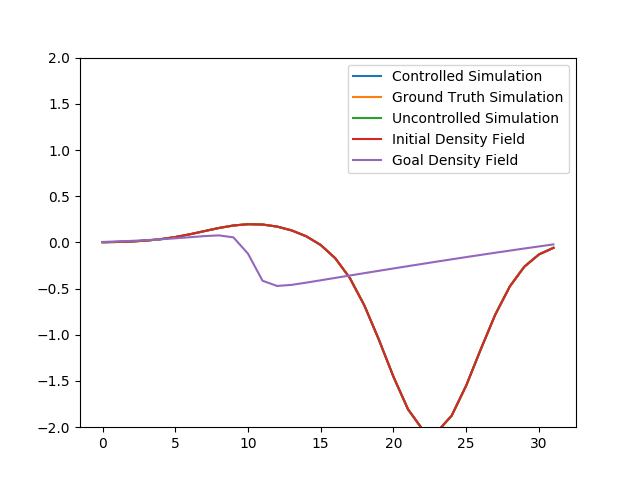 2.0
1.5
1.0
0.5
0.0
−0.5
−1.0
−1.5
−2.0
0 5 10 15 20 25 30
Controlled Simulation
Ground Truth Simulation
Uncontrolled Simulation
Initial Density Field
Goal Density Field